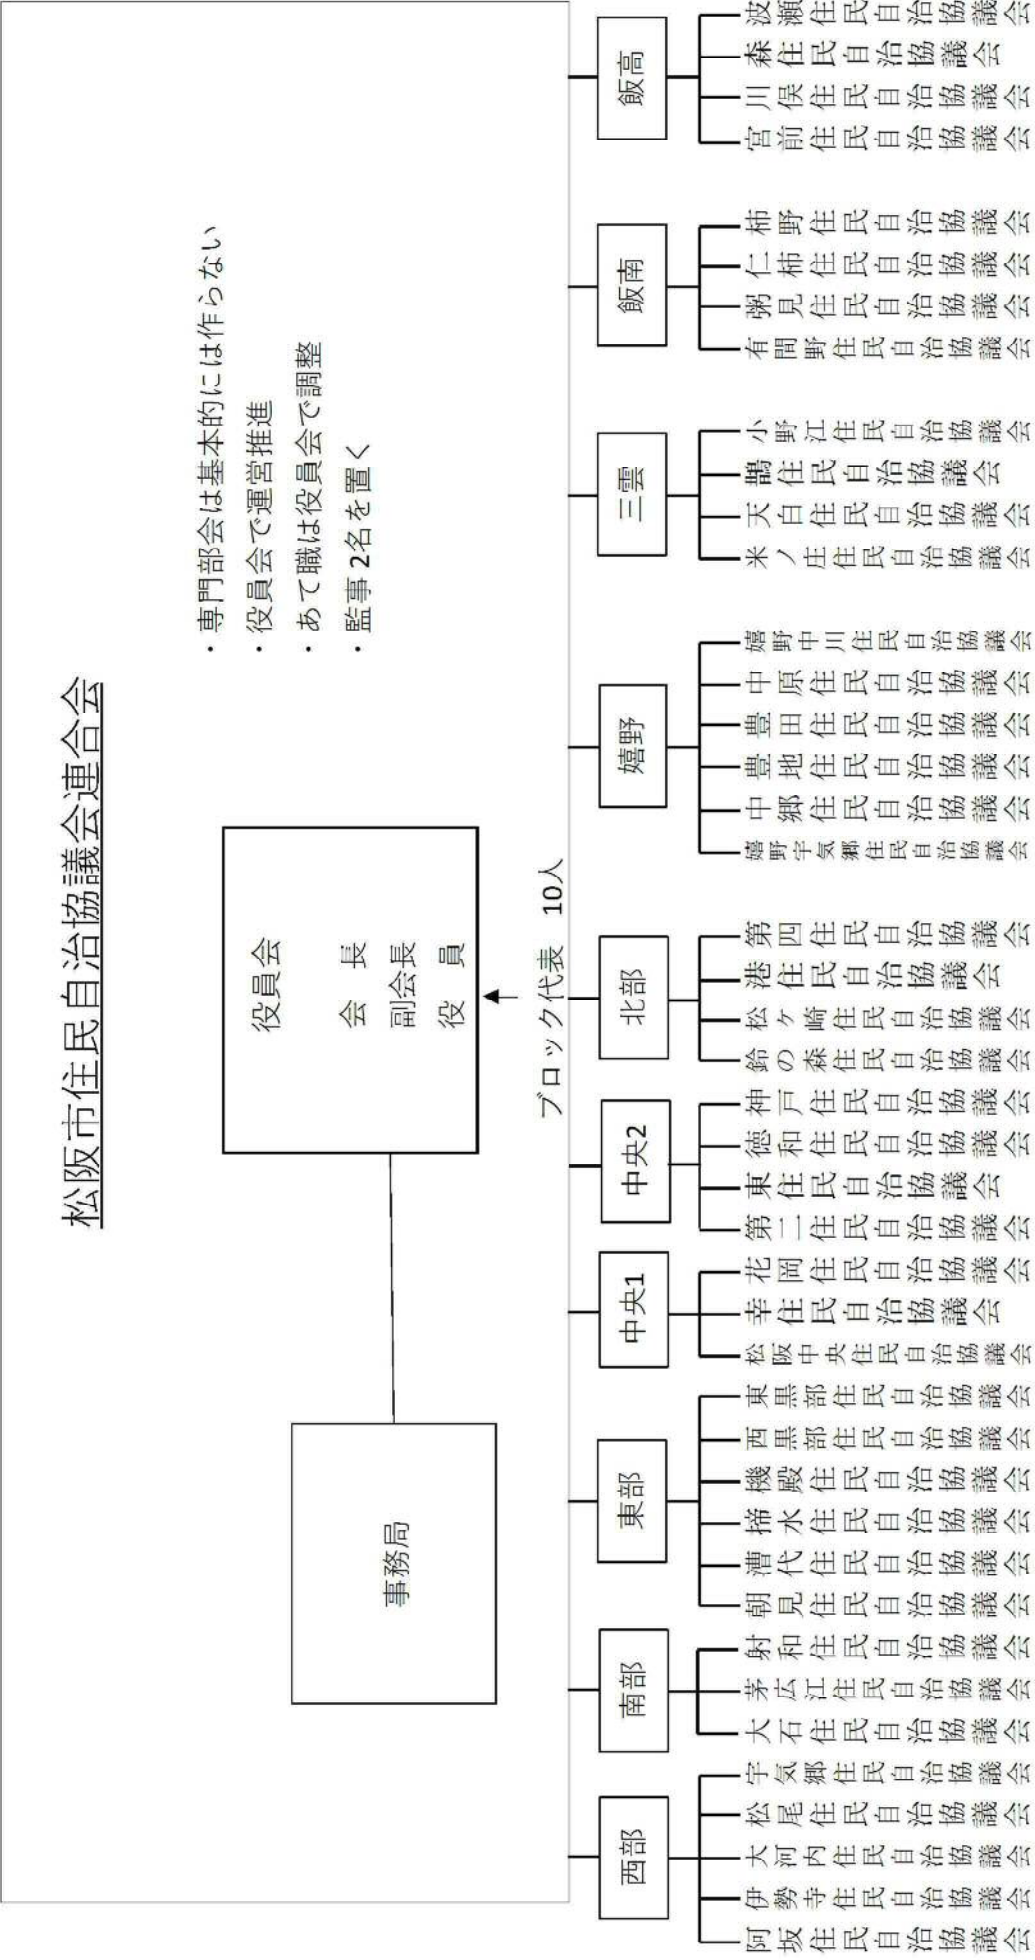 松阪市住民自治協議会連合会
・専門部会は基本的には作らない
・役員会で運営推進
・あて職は役員会で調整
・監事2名を置く
役員会
会 長
副会長
役 員
事務局
ブロック代表 10人
西部
南部
東部
中央1
中央2
北部
嬉野
三雲
飯南
飯高
阿坂住民自治協議会
伊勢寺住民自治協議会
大河内住民自治協議会
松尾住民自治協議会
宇気郷住民自治協議会
大石住民自治協議会
茅広江住民自治協議会
射和住民自治協議会
朝見住民自治協議会
漕代住民自治協議会
揥水住民自治協議会
機殿住民自治協議会
西黒部住民自治協議会
東黒部住民自治協議会
松阪中央住民自治協議会
幸住民自治協議会
花岡住民自治協議会
第二住民自治協議会
東住民自治協議会
徳和住民自治協議会
神戸住民自治協議会
鈴の森住民自治協議会
松ヶ崎住民自治協議会
港住民自治協議会
第四住民自治協議会
嬉野宇気郷住民自治協議会
中郷住民自治協議会
豊地住民自治協議会
豊田住民自治協議会
中原住民自治協議会
嬉野中川住民自治協議会
米ノ庄住民自治協議会
天白住民自治協議会
鵲住民自治協議会
小野江住民自治協議会
有間野住民自治協議会
粥見住民自治協議会
仁柿住民自治協議会
柿野住民自治協議会
宮前住民自治協議会
川俣住民自治協議会
森住民自治協議会
波瀬住民自治協議会